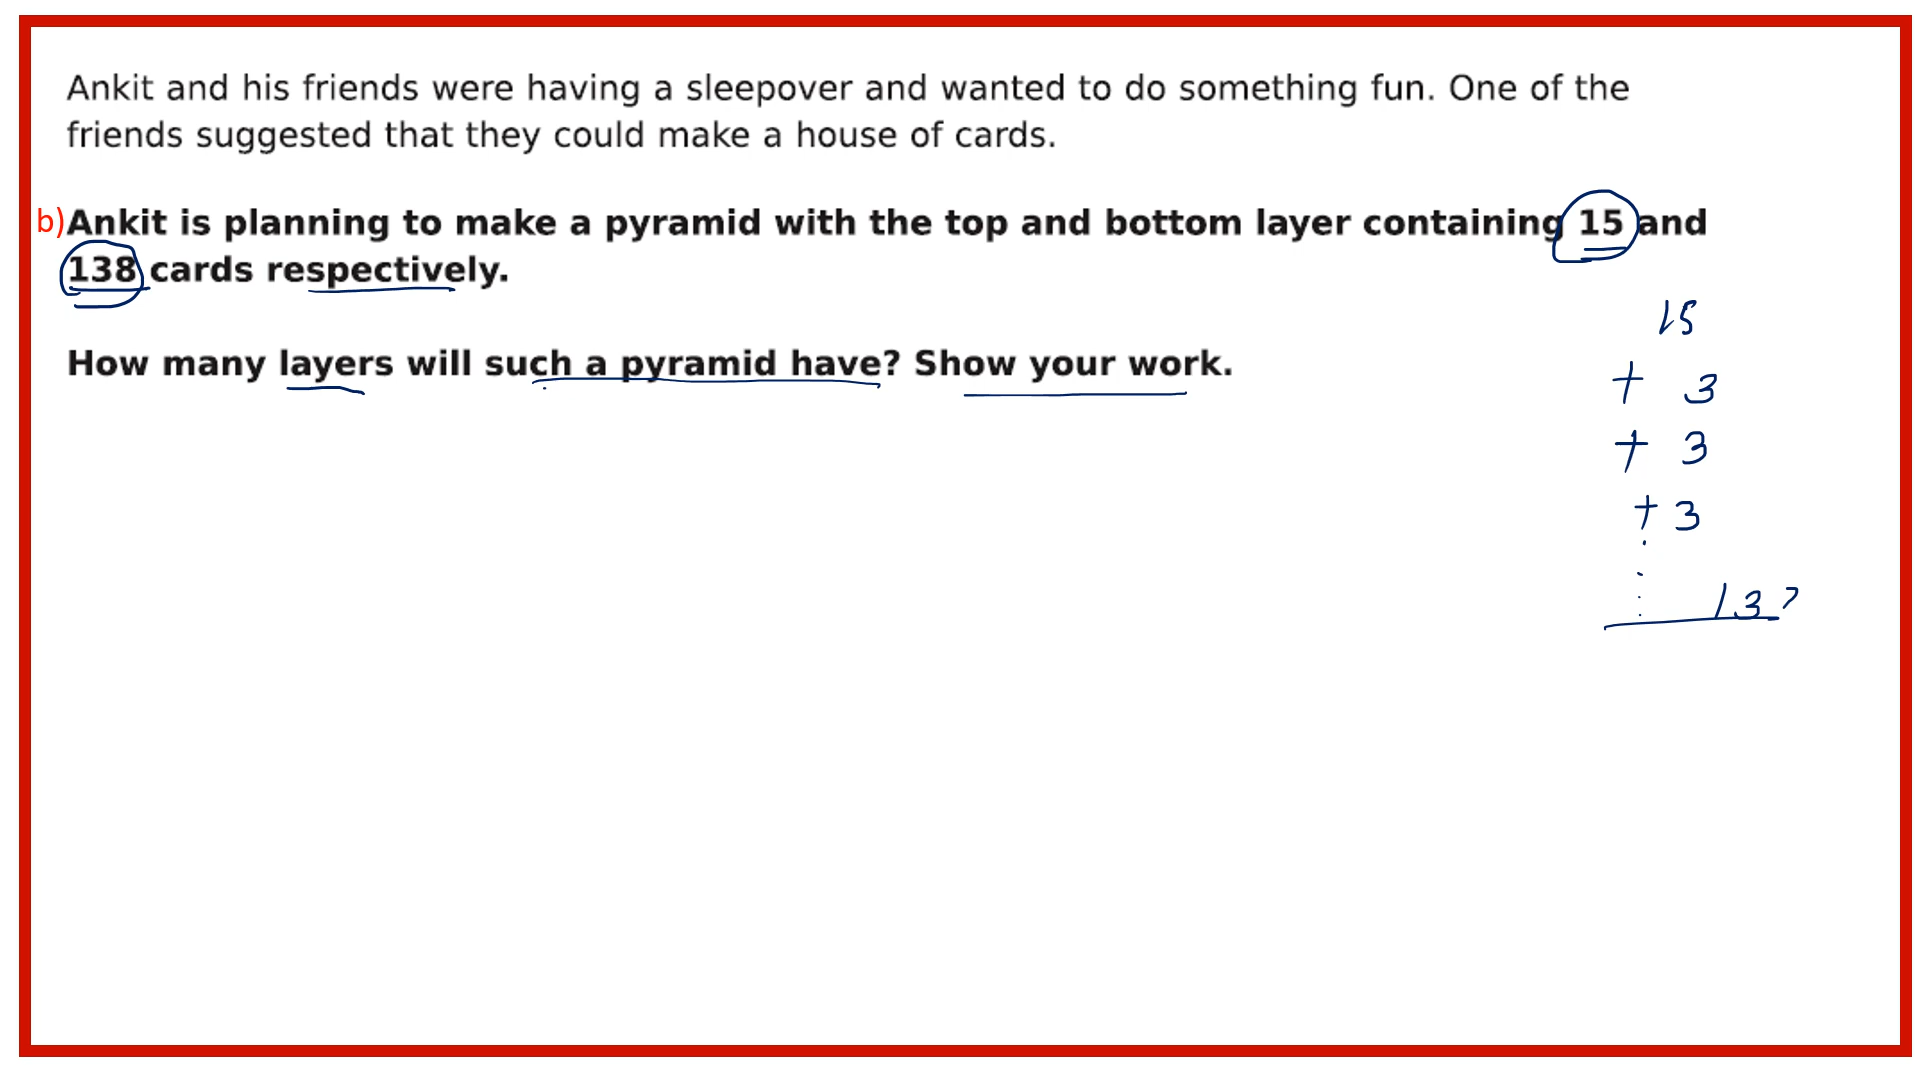 Ankit and his friends were having a sleepover and wanted to do something fun. One of the
friends suggested that they could make a house of cards.
b)Ankit is planning to make a pyramid with the top and bottom layer containing 15 and
138 cards respectively.
15
How many layers will such a pyramid have? Show your work.
+ 3
+ 3
+ 3